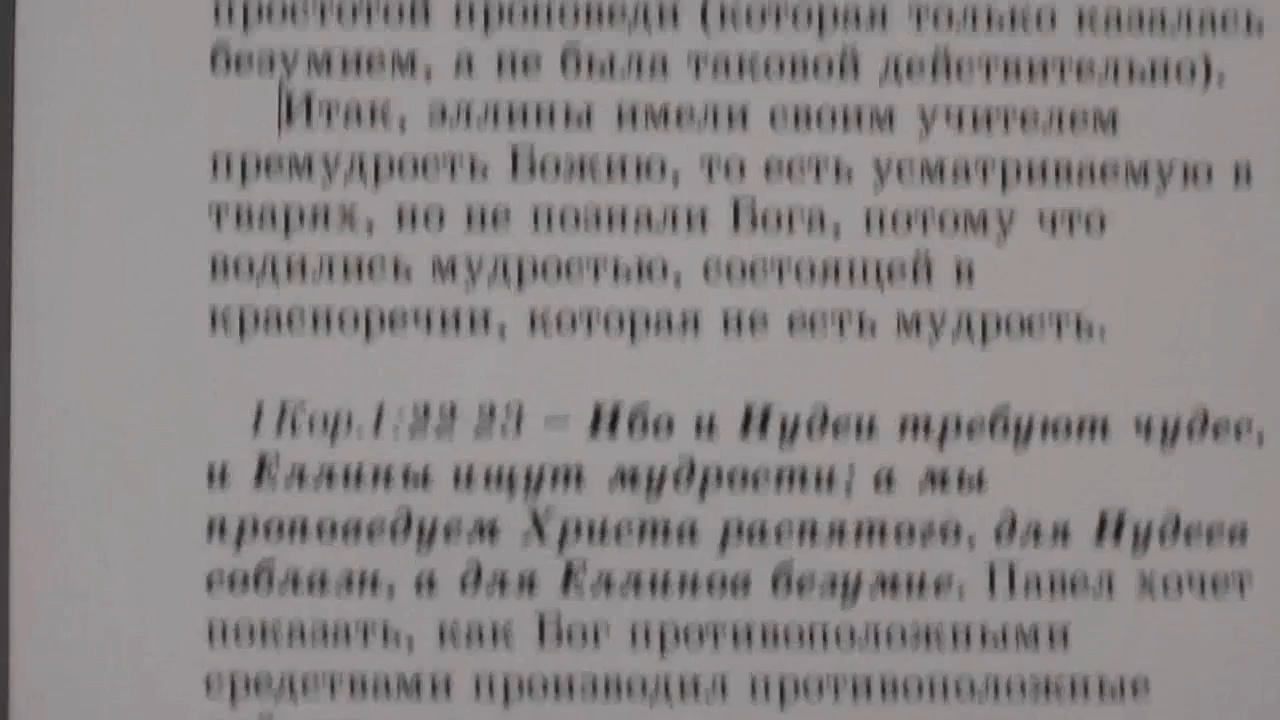 простотой проповеди (которая только казалась
безумием, а не была таковой действительно).
Итак, эллины имели своим учителем
премудрость Божию, то есть усматриваемую в
тварях, но не познали Бога, потому что
водились мудростью, состоящей в
красноречии, которая не есть мудрость.
1Кор.1:22-23 – Ибо и Иудеи требуют чудес,
и Еллины ищут мудрости; а мы
проповедуем Христа распятого, для Иудеев
соблазн, а для Еллинов безумие. Павел хочет
показать, как Бог противоположными
средствами производил противоположные